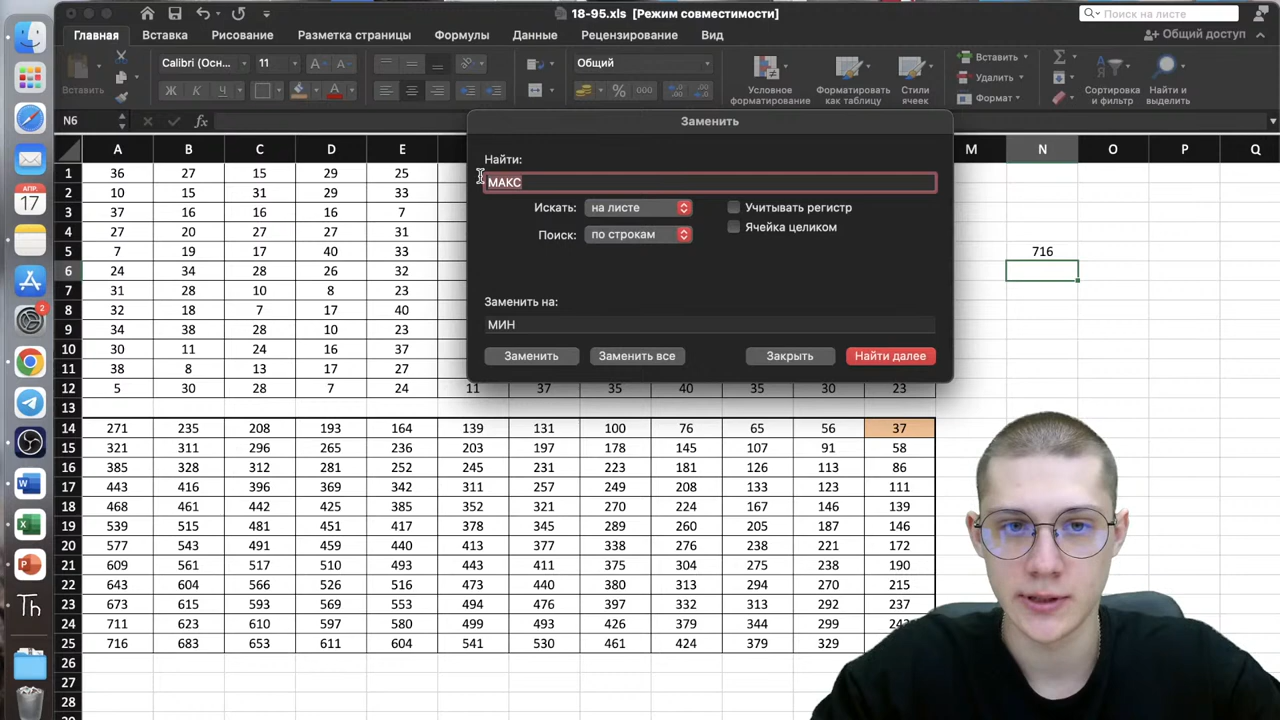 18-95.xls [Режим совместимости]
Поиск на листе
Главная Вставка Рисование Разметка страницы Формулы Данные Рецензирование Вид
Общий доступ
Вставить
Calibri (Осн... 11
Ж К Ч
Общий
% 000
Условное форматирование
Форматировать как таблицу
Стили ячеек
Вставить
Удалить
Формат
Сортировка и фильтр
Найти и выделить
N6
fx
A B C D E M N O P Q
Заменить
Найти:
МАКС
Искать: на листе
Учитывать регистр
Поиск: по строкам
Ячейка целиком
Заменить на:
МИН
Заменить Заменить все Закрыть Найти далее
АПР.
17
2
Th
1 36 27 15 29 25
2 10 15 31 29 33
3 37 16 16 16 7
4 27 20 27 27 31
5 7 19 17 40 33 716
6 24 34 28 26 32
7 31 28 10 8 23
8 32 18 7 17 40
9 34 38 28 10 23
10 30 11 24 16 37
11 38 8 13 17 27
12 5 30 28 7 24 11 37 35 40 35 30 23
13
14 271 235 208 193 164 139 131 100 76 65 56 37
15 321 311 296 265 236 203 197 178 145 107 91 58
16 385 328 312 281 252 245 231 223 181 126 113 86
17 443 416 396 369 342 311 257 249 208 133 123 111
18 468 461 442 425 385 352 321 270 224 167 146 139
19 539 515 481 451 417 378 345 289 260 205 187 146
20 577 543 491 459 440 413 377 338 276 238 221 172
21 609 561 517 510 493 443 411 375 304 275 238 190
22 643 604 566 526 516 473 440 380 313 294 270 215
23 673 615 593 569 553 494 476 397 332 313 292 237
24 711 623 610 597 580 499 493 426 379 344 299
25 716 683 653 611 604 541 530 461 424 379 329
26
27
28